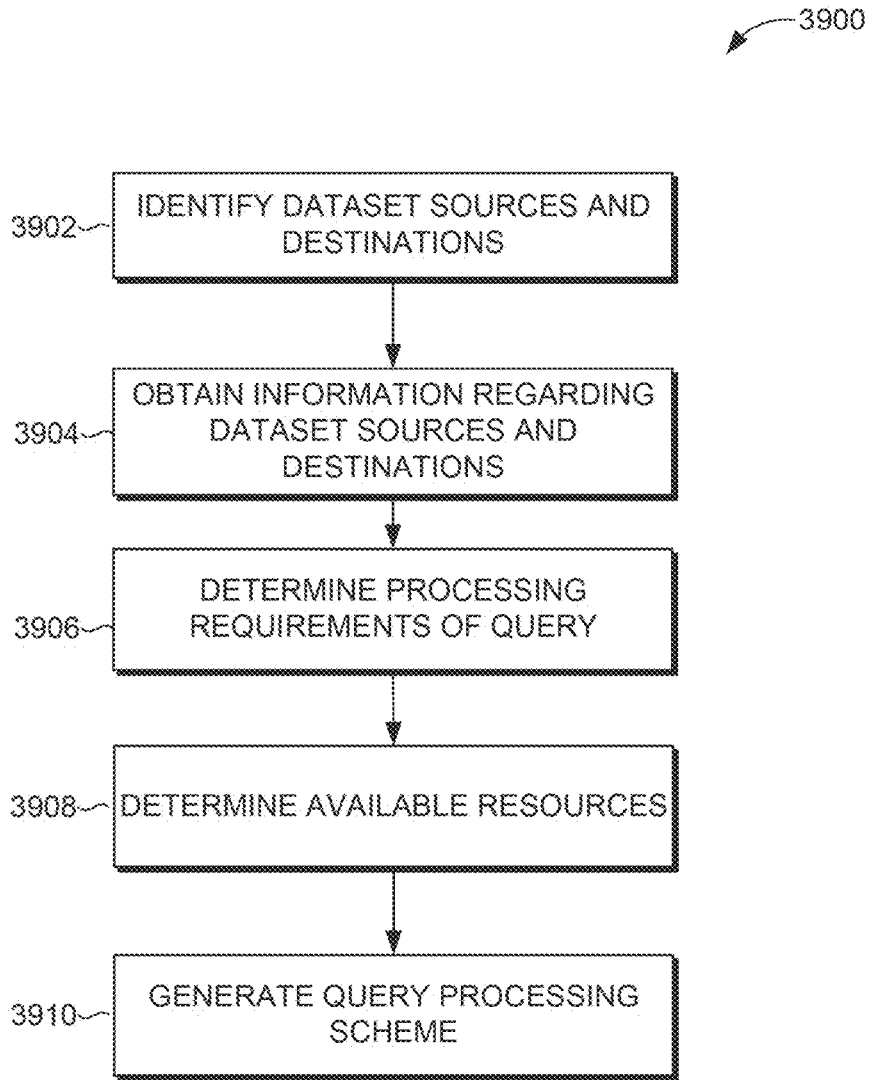 3900
3902
IDENTIFY DATASET SOURCES AND
DESTINATIONS
3904
OBTAIN INFORMATION REGARDING
DATASET SOURCES AND
DESTINATIONS
3906
DETERMINE PROCESSING
REQUIREMENTS OF QUERY
3908
DETERMINE AVAILABLE RESOURCES
3910
GENERATE QUERY PROCESSING
SCHEME